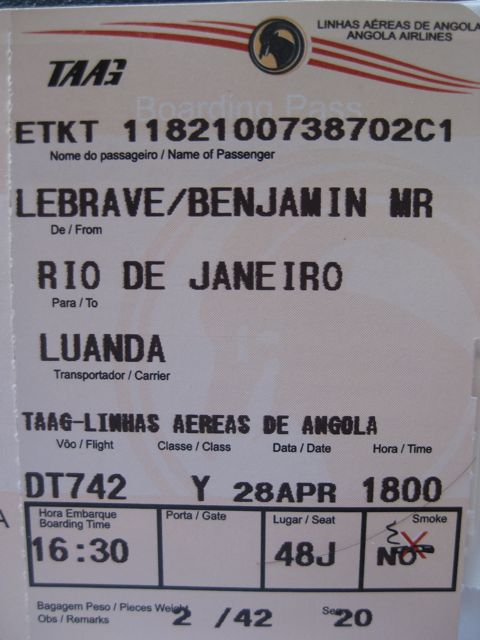 LINHAS AÉREAS DE ANGOLA
ANGOLA AIRLINES
TAAG
Boarding Pass
ETKT 1182100738702C1
Nome do passageiro / Name of Passenger
LEBRAVE/BENJAMIN MR
De / From
RIO DE JANEIRO
Para / To
LUANDA
Transportador / Carrier
TAAG-LINHAS AEREAS DE ANGOLA
Vôo / Flight Classe / Class Data / Date Hora / Time
DT742 Y 28APR 1800
Hora Embarque Porta / Gate Lugar / Seat Smoke
Boarding Time
16:30 48J NO
Bagagem Peso / Pieces Weight
Obs / Remarks 2 /42 20